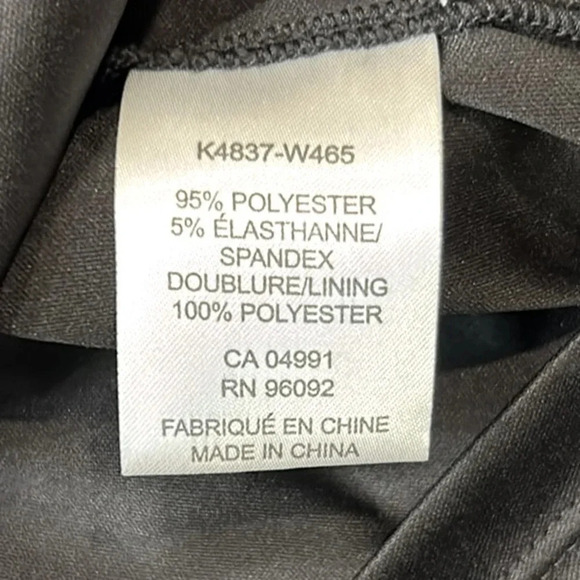 K4837-W465
95% POLYESTER
5% ÉLASTHANNE/
SPANDEX
DOUBLURE/LINING
100% POLYESTER
CA 04991
RN 96092
FABRIQUÉ EN CHINE
MADE IN CHINA